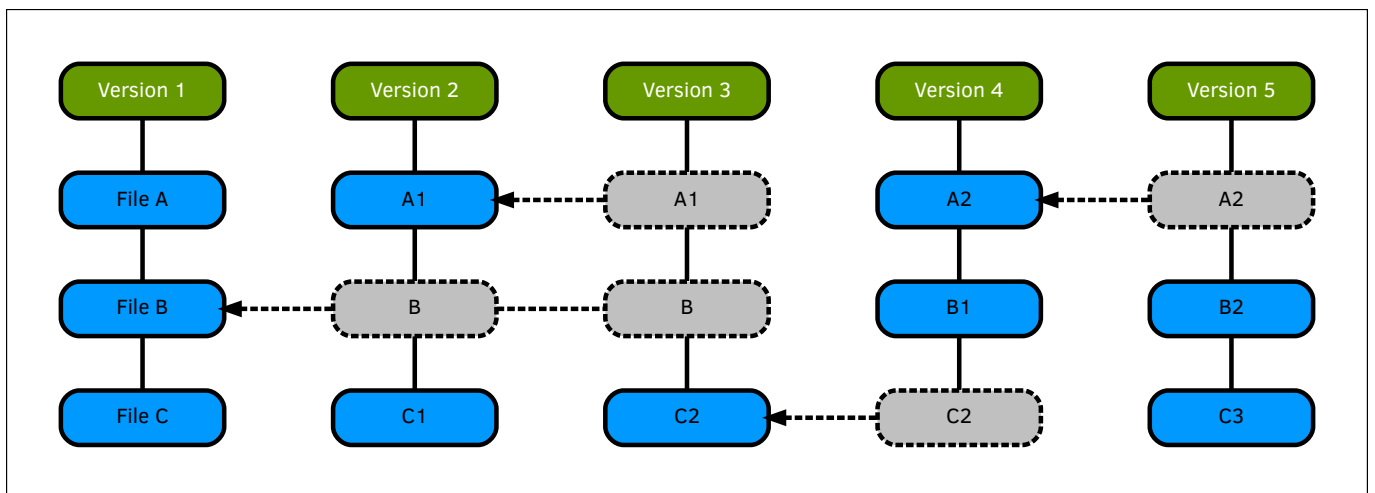 Version 1
Version 2
Version 3
Version 4
Version 5
File A
A1
A1
A2
A2
File B
B
B
B1
B2
File C
C1
C2
C2
C3